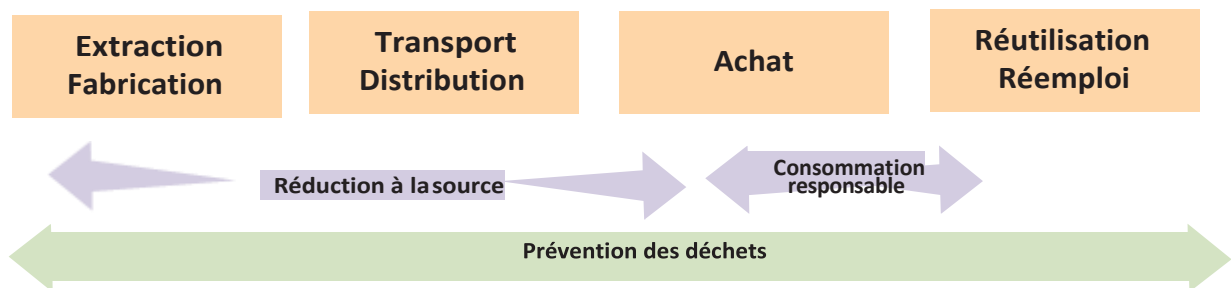 Extraction
Fabrication
Transport
Distribution
Achat
Réutilisation
Réemploi
Réduction à la source
Consommation
responsable
Prévention des déchets